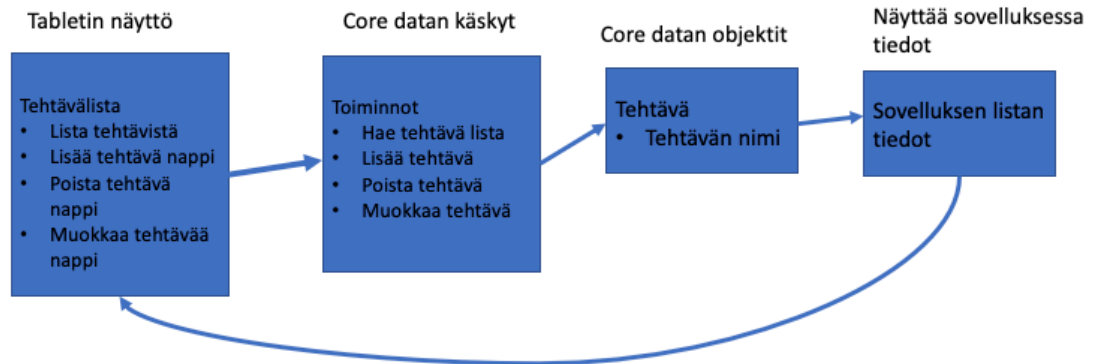 Tabletin näyttö
Tehtävälista
• Lista tehtävistä
• Lisää tehtävä nappi
• Poista tehtävä
nappi
• Muokkaa tehtävää
nappi
Core datan käskyt
Toiminnot
• Hae tehtävä lista
• Lisää tehtävä
• Poista tehtävä
• Muokkaa tehtävä
Core datan objektit
Tehtävä
• Tehtävän nimi
Näyttää sovelluksessa
tiedot
Sovelluksen listan
tiedot